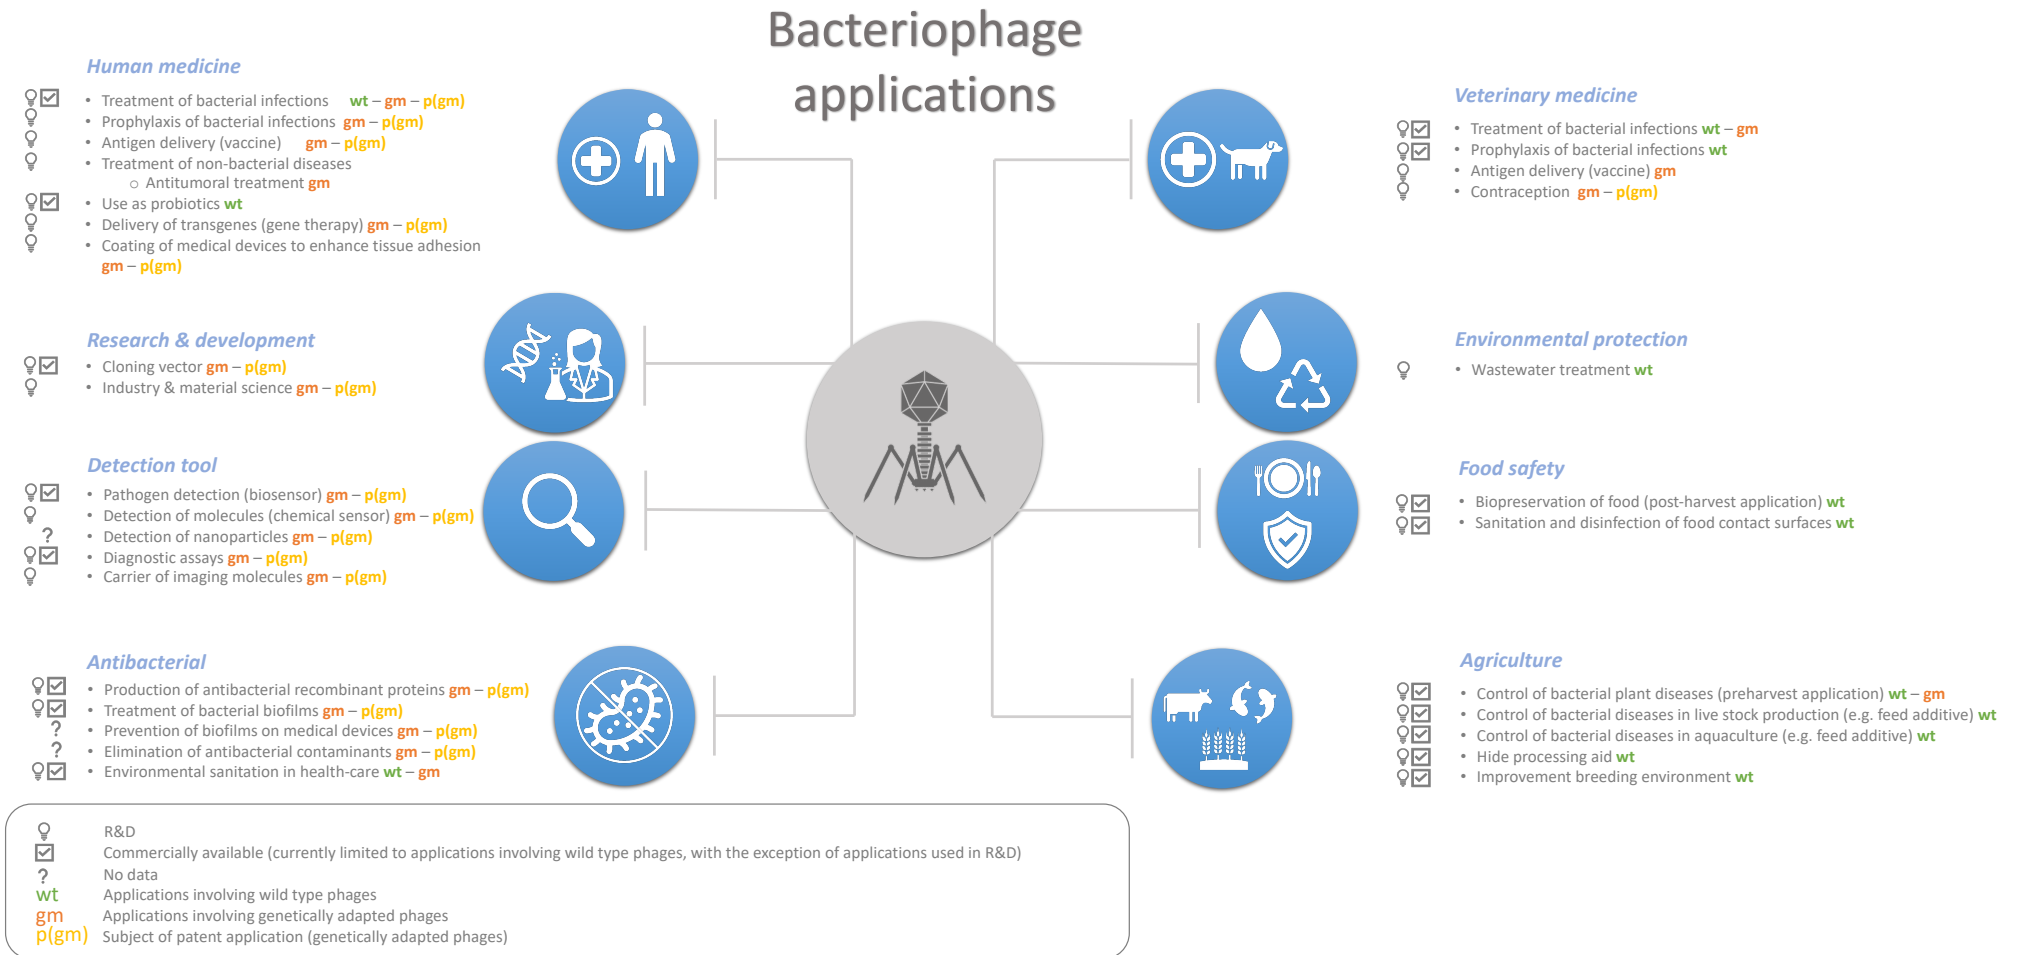 Bacteriophage
applications
Human medicine
• Treatment of bacterial infections wt – gm – p(gm)
• Prophylaxis of bacterial infections gm – p(gm)
• Antigen delivery (vaccine) gm – p(gm)
• Treatment of non-bacterial diseases
○ Antitumoral treatment gm
• Use as probiotics wt
• Delivery of transgenes (gene therapy) gm – p(gm)
• Coating of medical devices to enhance tissue adhesion
gm – p(gm)
Research & development
• Cloning vector gm – p(gm)
• Industry & material science gm – p(gm)
Detection tool
• Pathogen detection (biosensor) gm – p(gm)
• Detection of molecules (chemical sensor) gm – p(gm)
? • Detection of nanoparticles gm – p(gm)
• Diagnostic assays gm – p(gm)
• Carrier of imaging molecules gm – p(gm)
Antibacterial
• Production of antibacterial recombinant proteins gm – p(gm)
• Treatment of bacterial biofilms gm – p(gm)
? • Prevention of biofilms on medical devices gm – p(gm)
? • Elimination of antibacterial contaminants gm – p(gm)
• Environmental sanitation in health-care wt – gm
Veterinary medicine
• Treatment of bacterial infections wt – gm
• Prophylaxis of bacterial infections wt
• Antigen delivery (vaccine) gm
• Contraception gm – p(gm)
Environmental protection
• Wastewater treatment wt
Food safety
• Biopreservation of food (post-harvest application) wt
• Sanitation and disinfection of food contact surfaces wt
Agriculture
• Control of bacterial plant diseases (preharvest application) wt – gm
• Control of bacterial diseases in live stock production (e.g. feed additive) wt
• Control of bacterial diseases in aquaculture (e.g. feed additive) wt
• Hide processing aid wt
• Improvement breeding environment wt
R&D
Commercially available (currently limited to applications involving wild type phages, with the exception of applications used in R&D)
? No data
wt Applications involving wild type phages
gm Applications involving genetically adapted phages
p(gm) Subject of patent application (genetically adapted phages)